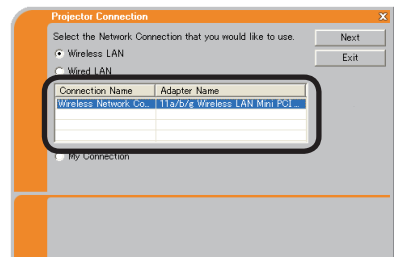 Projector Connection X
Select the Network Connection that you would like to use. Next
Wireless LAN Exit
Wired LAN
Connection Name Adapter Name
Wireless Network Co... 11a/b/g Wireless LAN Mini PCI ...
My Connection